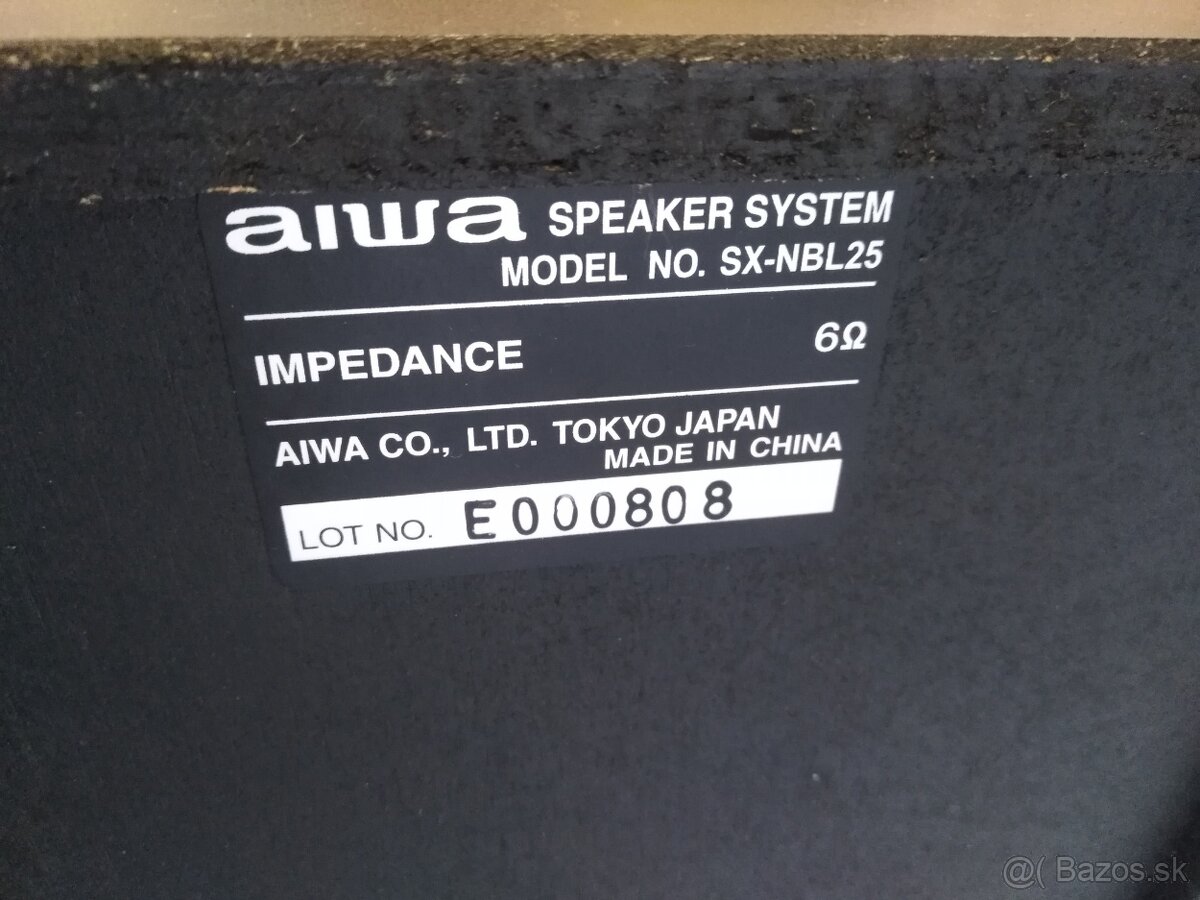 aiwa SPEAKER SYSTEM
MODEL NO. SX-NBL25
IMPEDANCE 6Ω
AIWA CO., LTD. TOKYO JAPAN
MADE IN CHINA
LOT NO. E000808
@( Bazos.sk